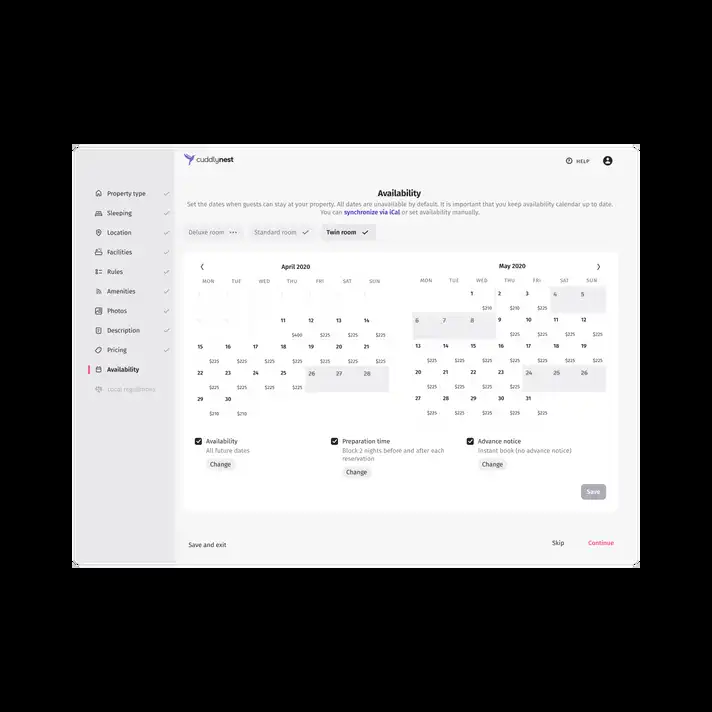 cuddlynest
HELP
Property type
Sleeping
Location
Facilities
Rules
Amenities
Photos
Description
Pricing
Availability
Local regulations
Availability
Set the dates when guests can stay at your property. All dates are unavailable by default. It is important that you keep availability calendar up to date.
You can synchronize via iCal or set availability manually.
Deluxe room
Standard room
Twin room
April 2020
MON TUE WED THU FRI SAT SUN
11 12 13 14
$400 $225 $225 $225
15 16 17 18 19 20 21
$225 $225 $225 $225 $225 $225 $225
22 23 24 25 26 27 28
$225 $225 $225 $225
29 30
$210 $210
May 2020
MON TUE WED THU FRI SAT SUN
1 2 3 4 5
$210 $210 $225
6 7 8 9 10 11 12
$225 $225 $225 $225
13 14 15 16 17 18 19
$225 $225 $225 $225 $225 $225 $225
20 21 22 23 24 25 26
$225 $225 $225 $225
27 28 29 30 31
$225 $225 $225 $225 $225
Availability
All future dates
Change
Preparation time
Block 2 nights before and after each
reservation
Change
Advance notice
Instant book (no advance notice)
Change
Save
Save and exit
Skip
Continue